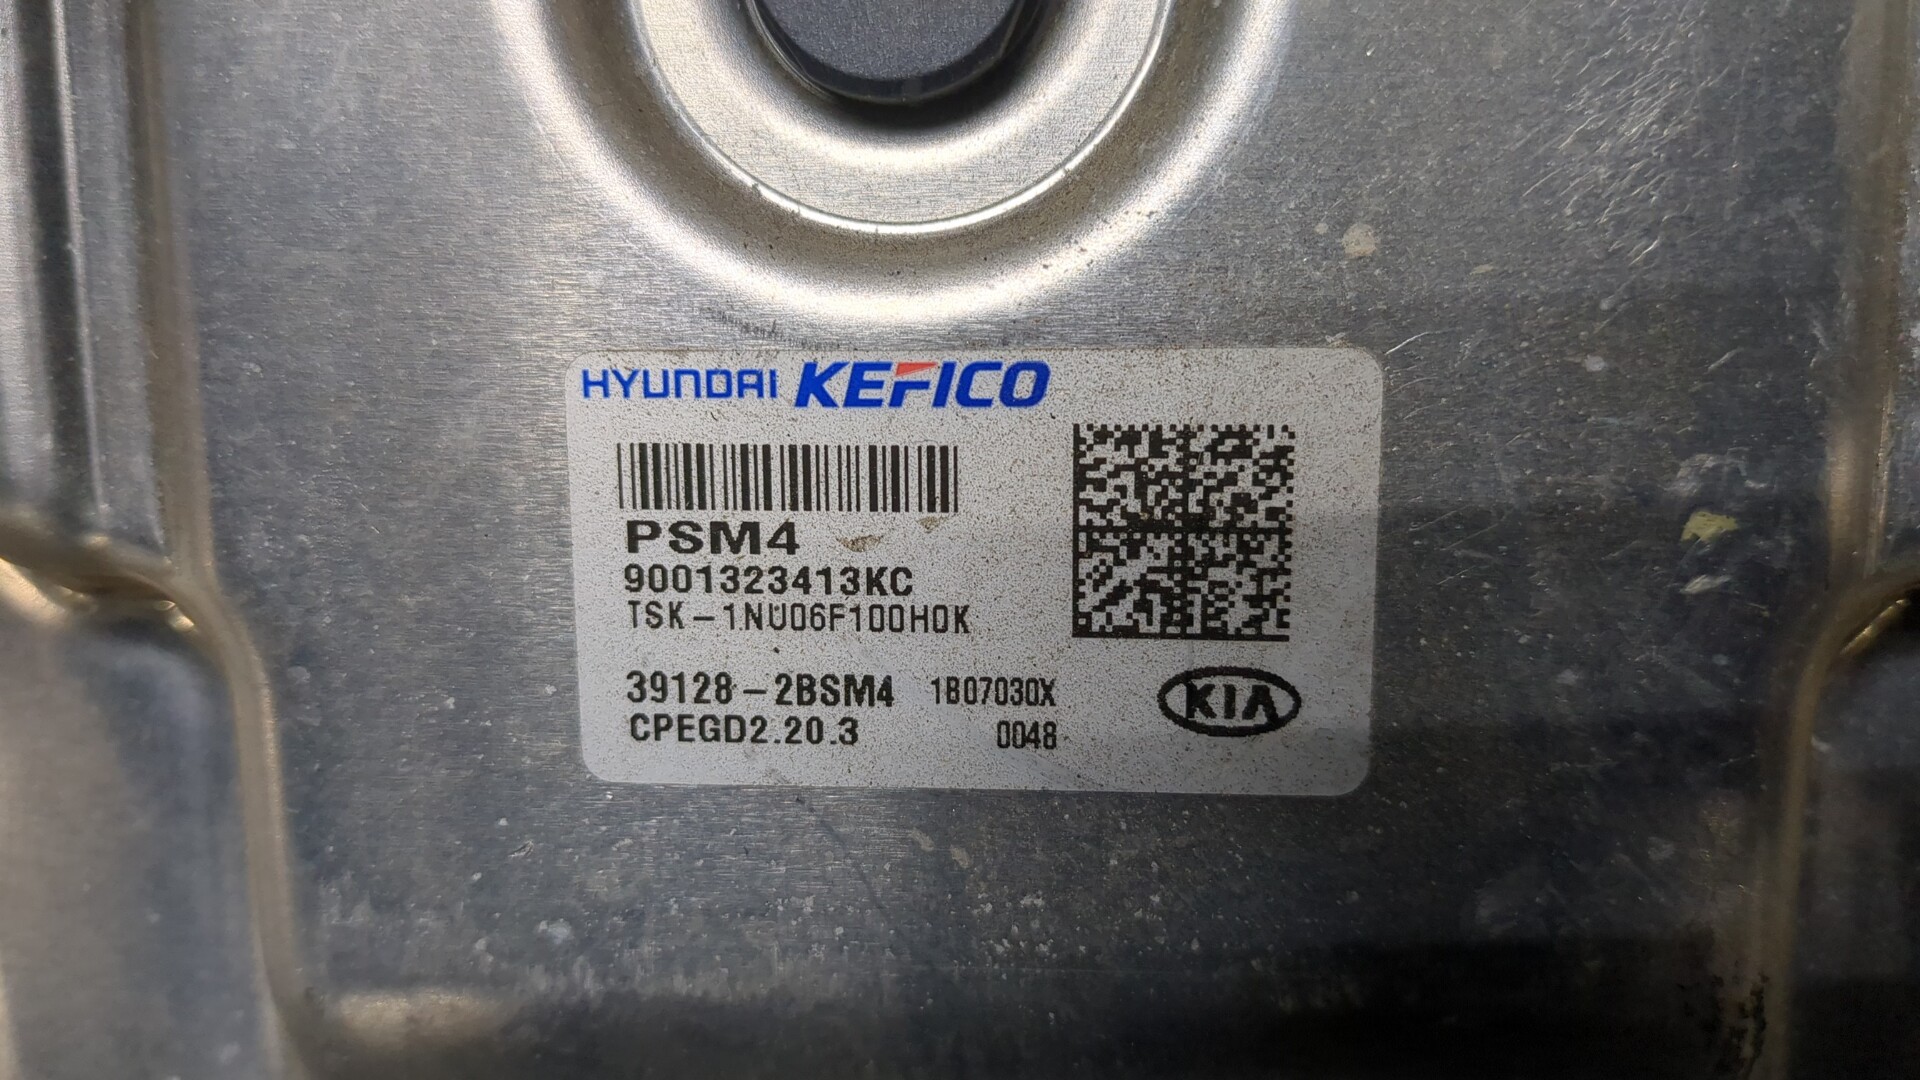 HYUNDAI KEFICO
PSM4
9001323413KC
TSK-1NU06F100H0K
39128-2BSM4 1B07030X
CPEGD2.20.3 0048
KIA